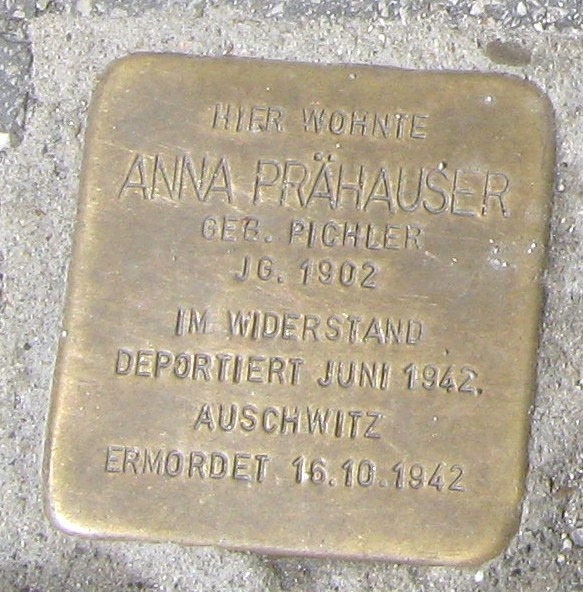 HIER WOHNTE
ANNA PRÄHAUSER
GEB. PICHLER
JG. 1902
IM WIDERSTAND
DEPORTIERT JUNI 1942.
AUSCHWITZ
ERMORDET 16.10.1942